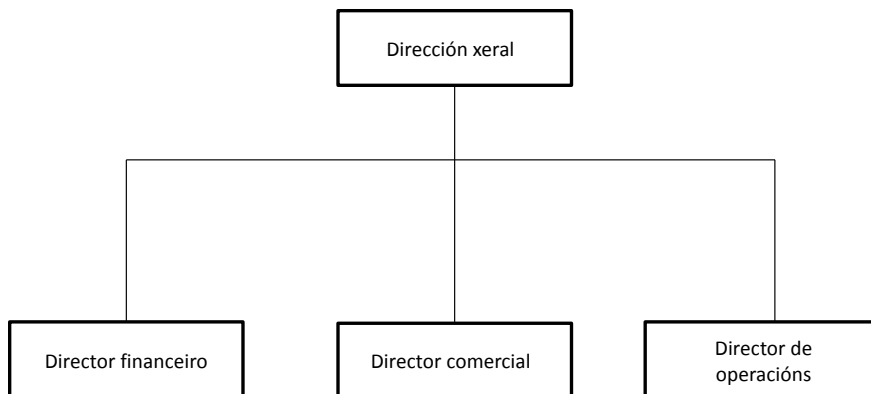 Dirección xeral
Director financeiro
Director comercial
Director de
operacións